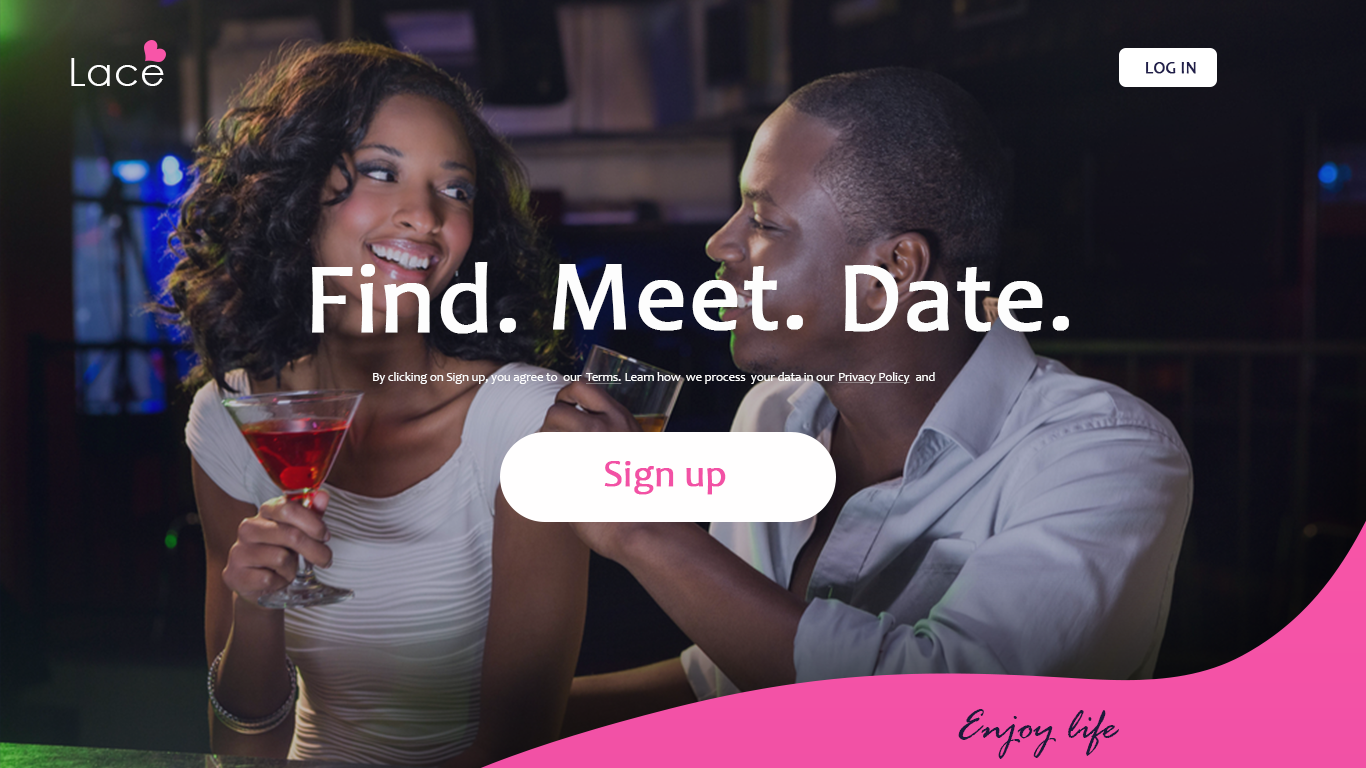 Lace
LOG IN
Find. Meet. Date.
By clicking on Sign up, you agree to our Terms. Learn how we process your data in our Privacy Policy and
Sign up
Enjoy life